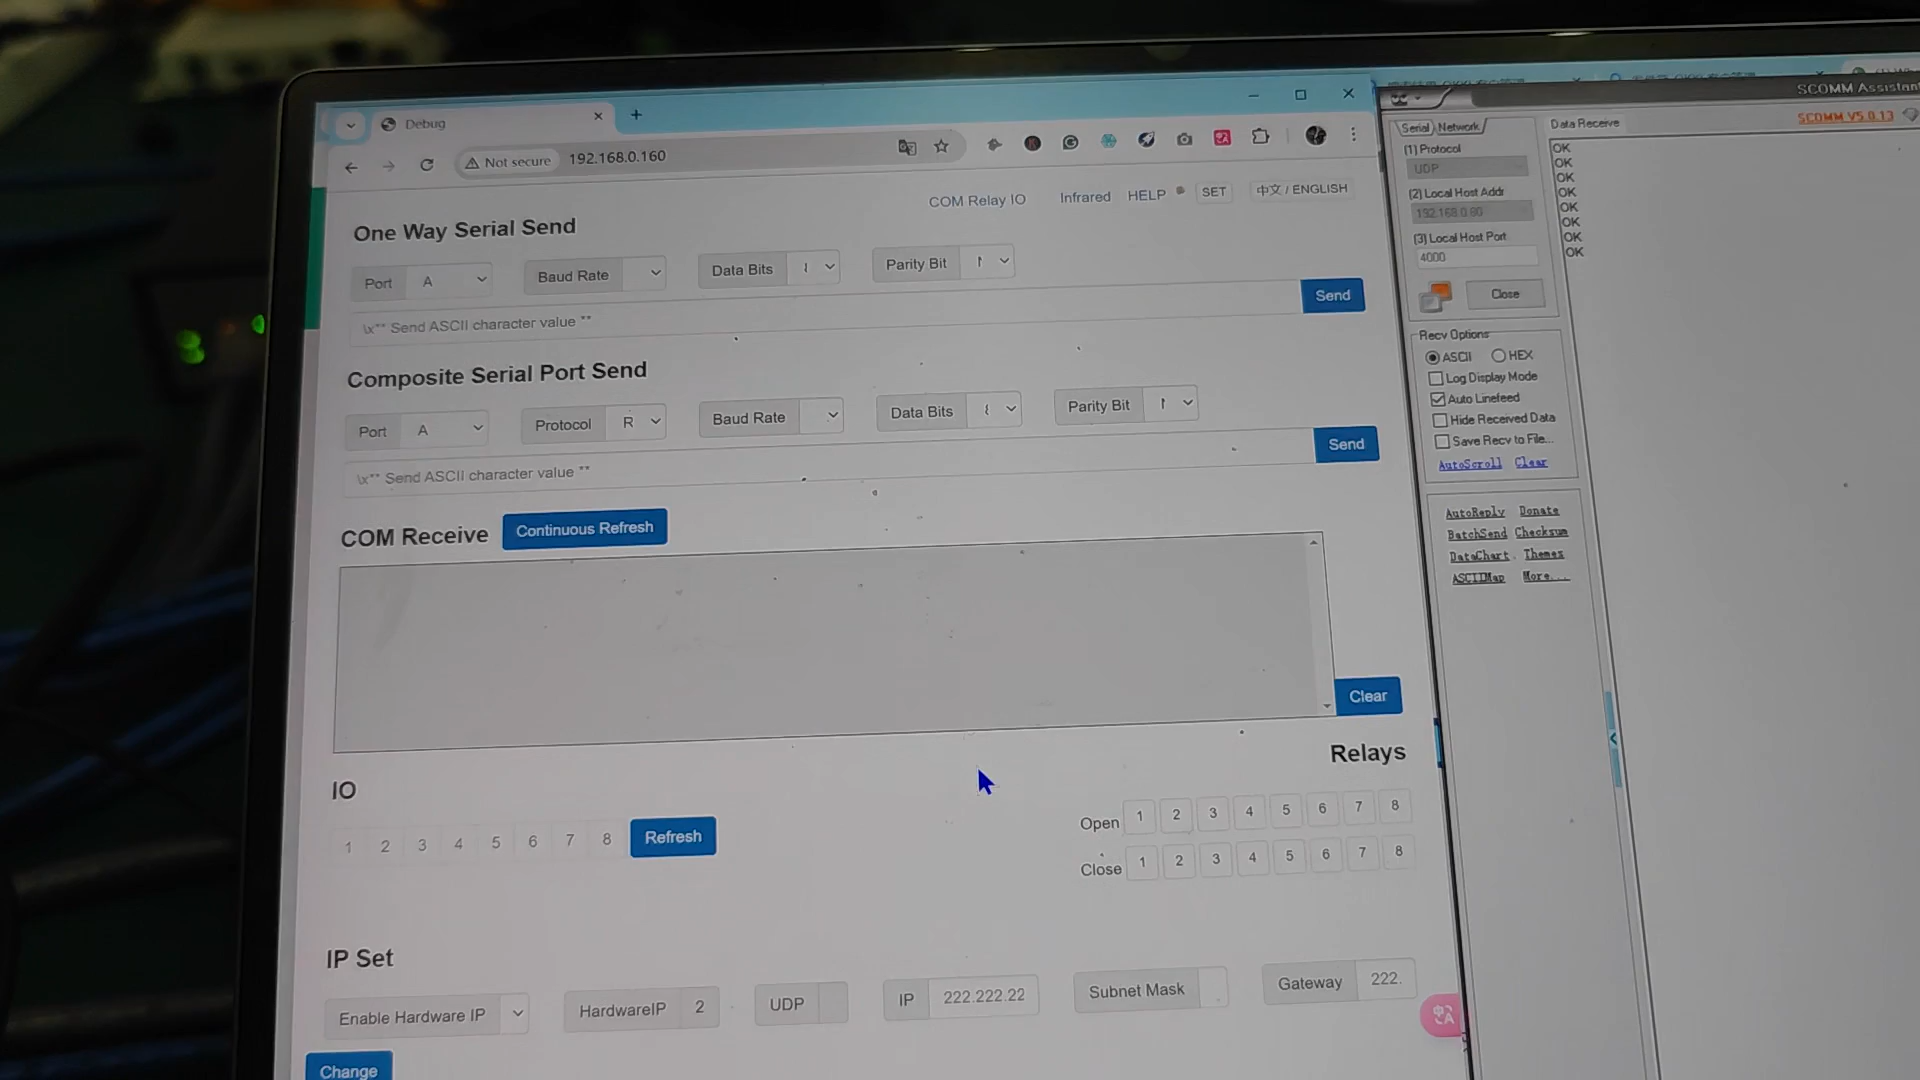 Debug
Not secure 192.168.0.160
COM Relay IO Infrared HELP SET 中文 / ENGLISH
One Way Serial Send
Port A Baud Rate Data Bits Parity Bit
\x** Send ASCII character value **
Send
Composite Serial Port Send
Port A Protocol R Baud Rate Data Bits Parity Bit
\x** Send ASCII character value **
Send
COM Receive Continuous Refresh
Clear
Relays
IO
1 2 3 4 5 6 7 8 Refresh
Open 1 2 3 4 5 6 7 8
Close 1 2 3 4 5 6 7 8
IP Set
Enable Hardware IP HardwareIP 2 UDP IP 222.222.22 Subnet Mask Gateway 222.
Change
SCOMM Assistant
Serial Network
(1) Protocol
UDP
(2) Local Host Addr
(3) Local Host Port
4000
Close
Recv Options
ASCII HEX
Log Display Mode
Auto Linefeed
Hide Received Data
Save Recv to File...
AutoScroll Clear
AutoReply Donate
BatchSend Checksum
DataChart Themes
ASCIIMap More...
Data Receive
SCOMM V5.0.13
OK
OK
OK
OK
OK
OK
OK
OK